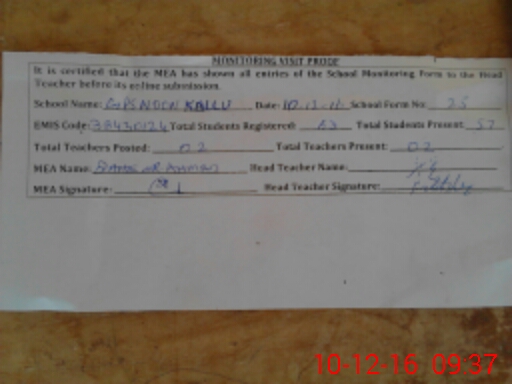 MONITORING VISIT PROOF
It is certified that the MEA has shown all entries of the School Monitoring Form to the Head
Teacher before its online submission.
School Name: Date: 10-12-16 School Form No: 25
EMIS Code: 38430124 Total Students Registered: 63 Total Students Present: 57
Total Teachers Posted: 02 Total Teachers Present: 02
MEA Name: Head Teacher Name:
MEA Signature: Head Teacher Signature:
10-12-16 09:37